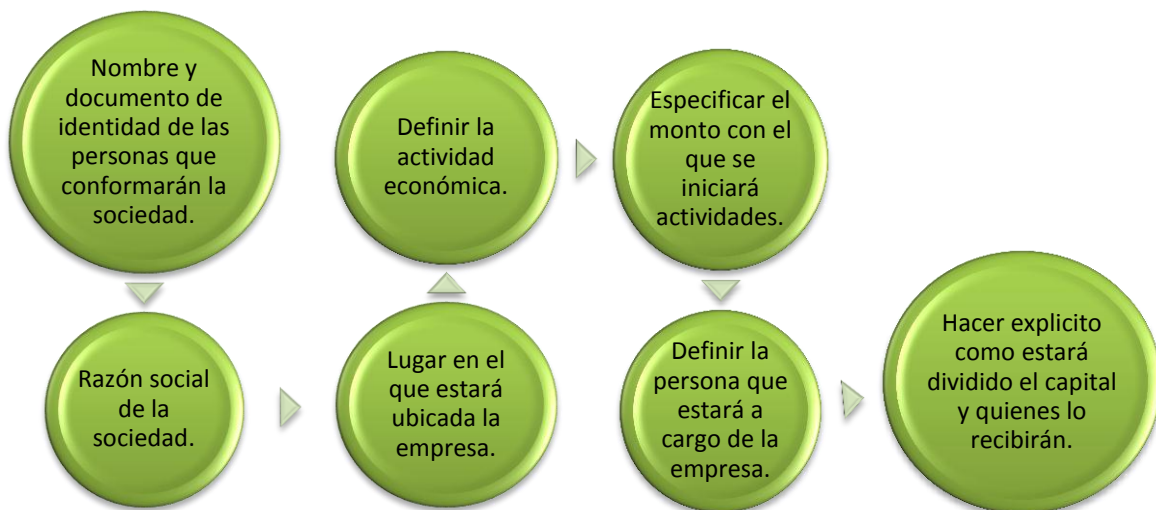 Nombre y
documento de
identidad de las
personas que
conformarán la
sociedad.
Razón social
de la
sociedad.
Lugar en el
que estará
ubicada la
empresa.
Definir la
actividad
económica.
Especificar el
monto con el
que se
iniciará
actividades.
Definir la
persona que
estará a
cargo de la
empresa.
Hacer explicito
como estará
dividido el capital
y quienes lo
recibirán.